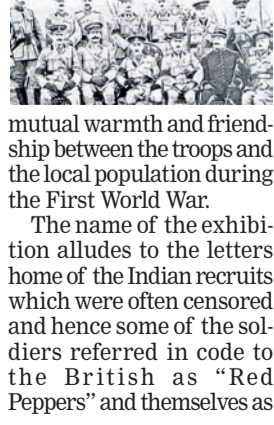 mutual warmth and friend-
ship between the troops and
the local population during
the First World War.
The name of the exhibi-
tion alludes to the letters
home of the Indian recruits
which were often censored
and hence some of the sol-
diers referred in code to
the British as “Red
Peppers” and themselves as